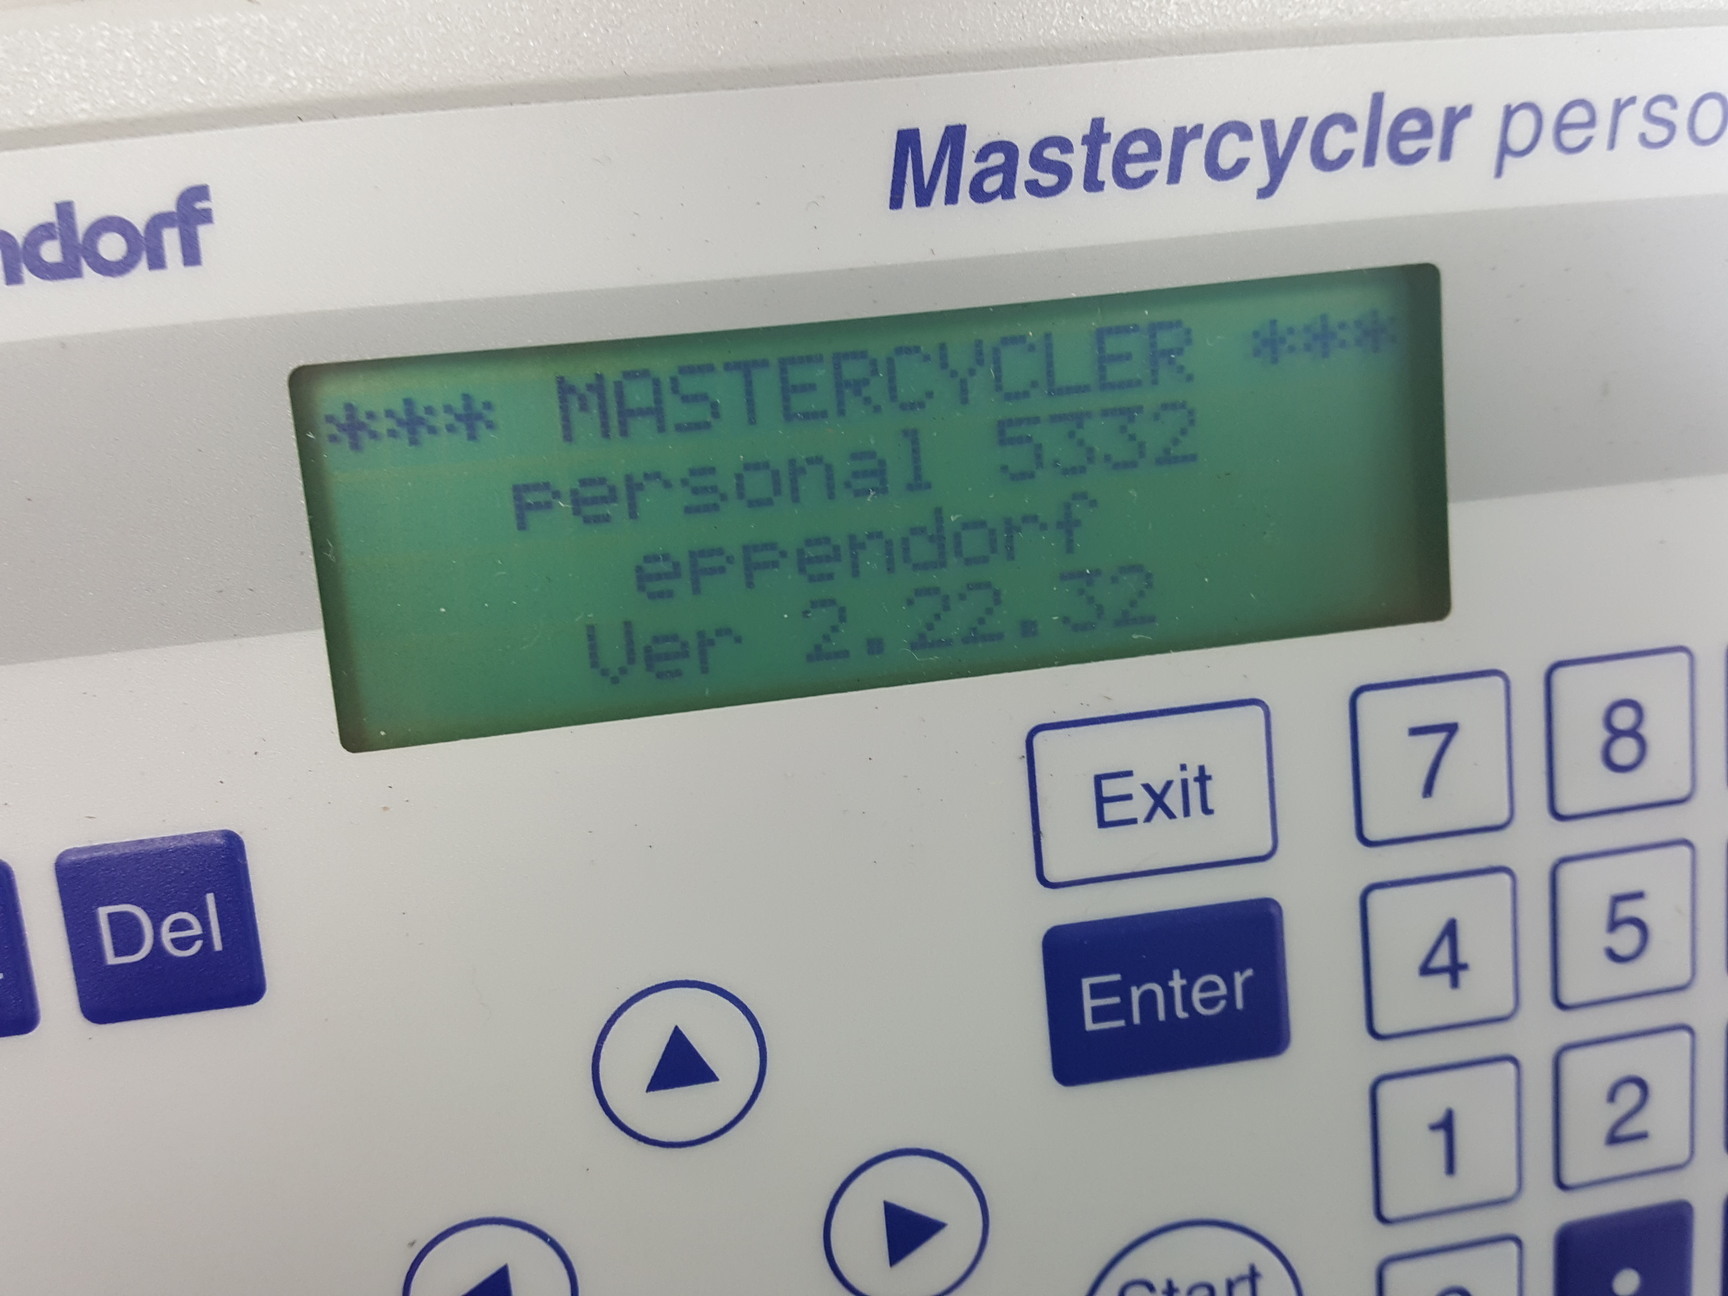 ndorf
Mastercycler perso
*** MASTERCYCLER ***
personal 5332
eppendorf
Ver 2.22.32
Exit
7
8
Del
Enter
4
5
1
2
Start